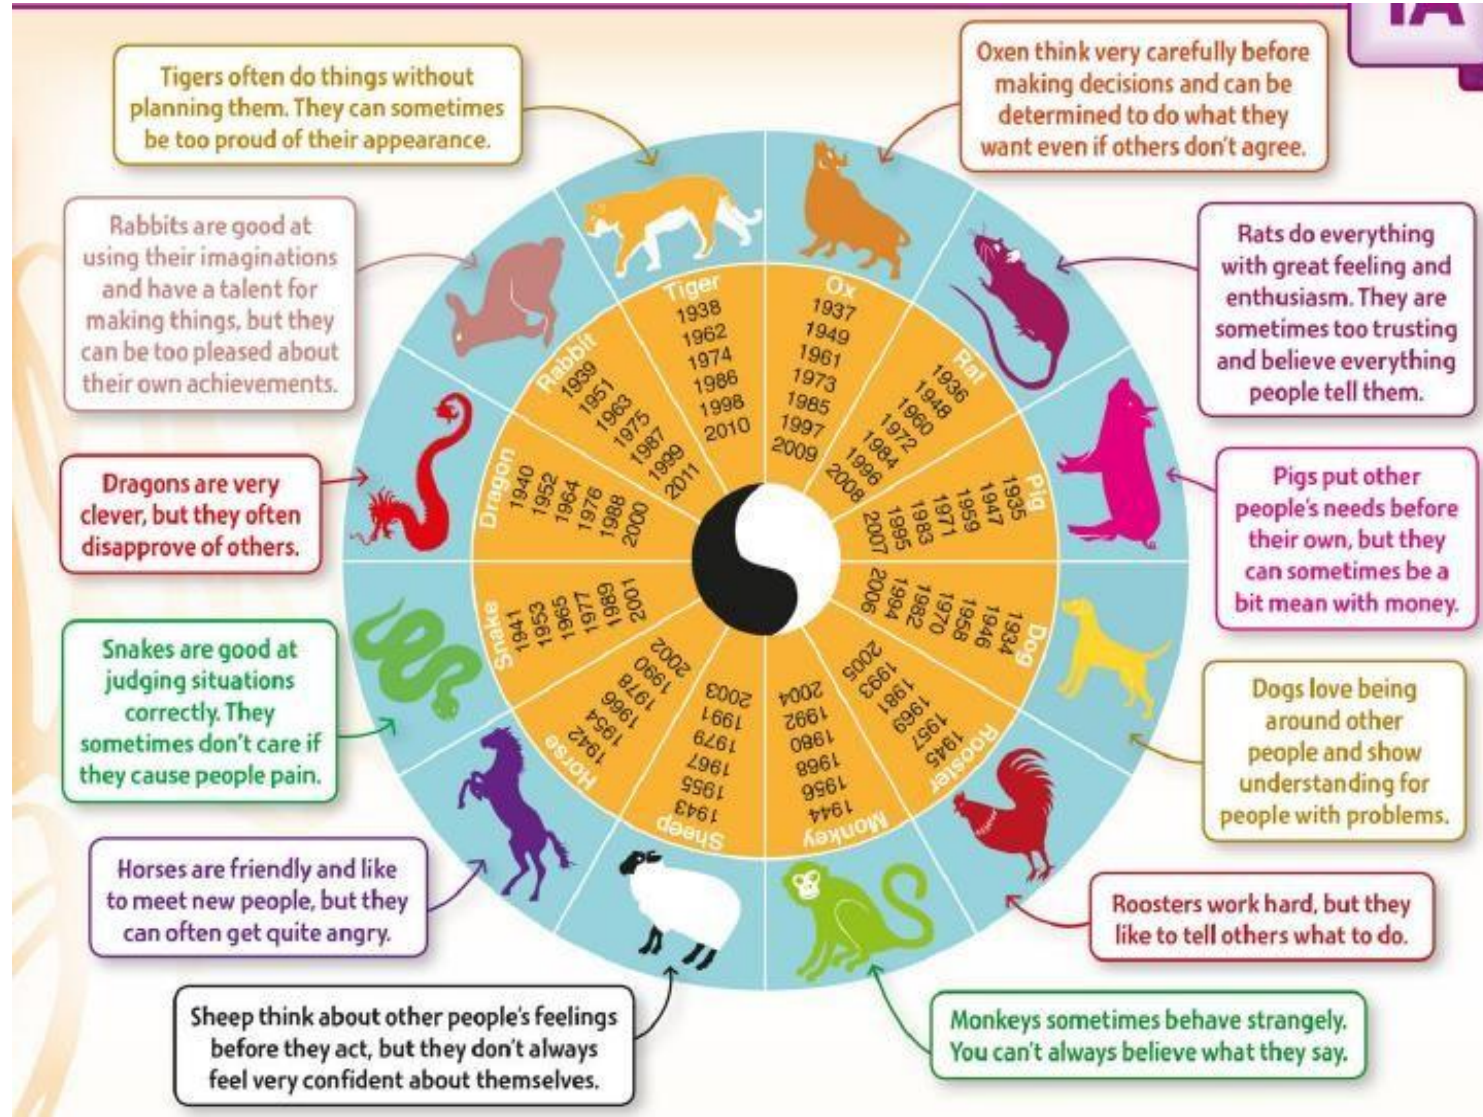 Tigers often do things without
planning them. They can sometimes
be too proud of their appearance.
Oxen think very carefully before
making decisions and can be
determined to do what they
want even if others don't agree.
Rabbits are good at
using their imaginations
and have a talent for
making things, but they
can be too pleased about
their own achievements.
Rats do everything
with great feeling and
enthusiasm. They are
sometimes too trusting
and believe everything
people tell them.
Dragons are very
clever, but they often
disapprove of others.
Pigs put other
people's needs before
their own, but they
can sometimes be a
bit mean with money.
Snakes are good at
judging situations
correctly. They
sometimes don't care if
they cause people pain.
Dogs love being
around other
people and show
understanding for
people with problems.
Horses are friendly and like
to meet new people, but they
can often get quite angry.
Roosters work hard, but they
like to tell others what to do.
Sheep think about other people's feelings
before they act, but they don't always
feel very confident about themselves.
Monkeys sometimes behave strangely.
You can't always believe what they say.
Tiger
1938
1962
1974
1986
1998
2010
Ox
1937
1949
1961
1973
1985
1997
2009
Rat
1936
1948
1960
1972
1984
1996
2008
Pig
1935
1947
1959
1971
1983
1995
2007
Dog
1934
1946
1958
1970
1982
1994
2006
Rooster
1945
1957
1969
1981
1993
2005
Monkey
1944
1956
1968
1980
1992
2004
Sheep
1943
1955
1967
1979
1991
2003
Horse
1942
1954
1966
1978
1990
2002
Snake
1941
1953
1965
1977
1989
2001
Dragon
1940
1952
1964
1976
1988
2000
Rabbit
1939
1951
1963
1975
1987
1999
2011